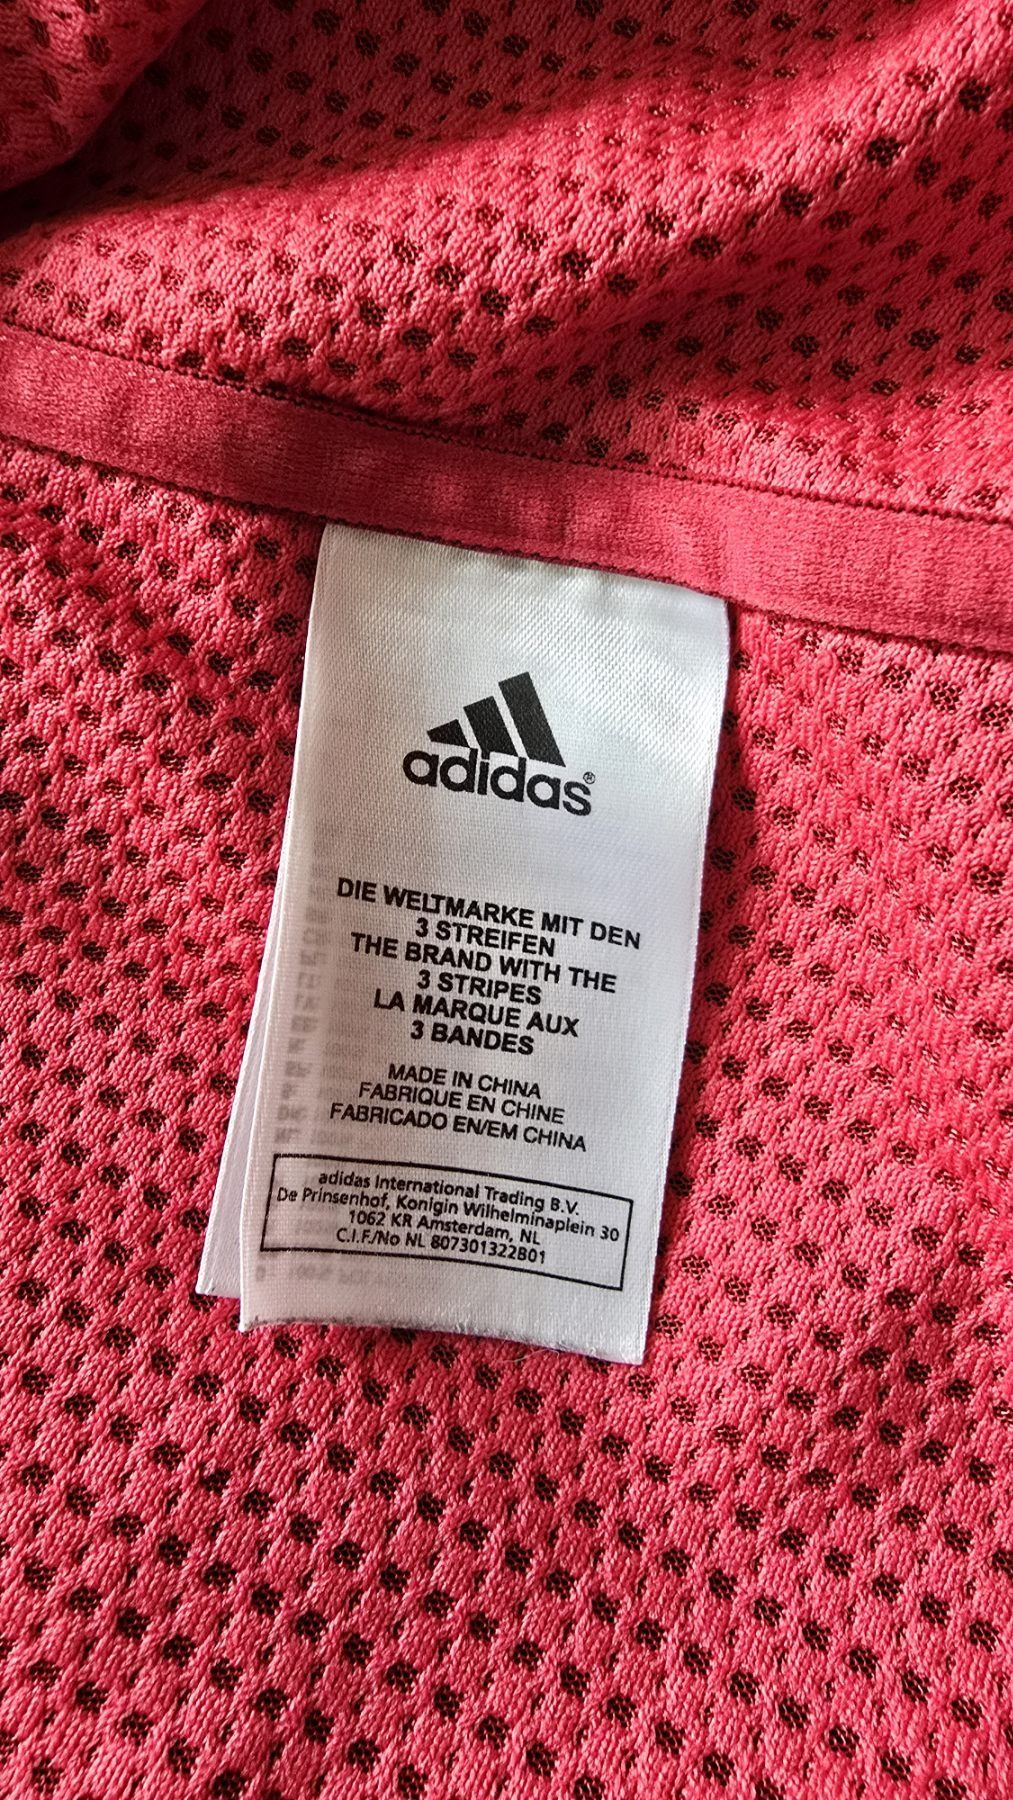 adidas®
DIE WELTMARKE MIT DEN
3 STREIFEN
THE BRAND WITH THE
3 STRIPES
LA MARQUE AUX
3 BANDES
MADE IN CHINA
FABRIQUE EN CHINE
FABRICADO EN/EM CHINA
adidas International Trading B.V.
De Prinsenhof, Konigin Wilhelminaplein 30
1062 KR Amsterdam, NL
C.I.F./No NL 807301322B01